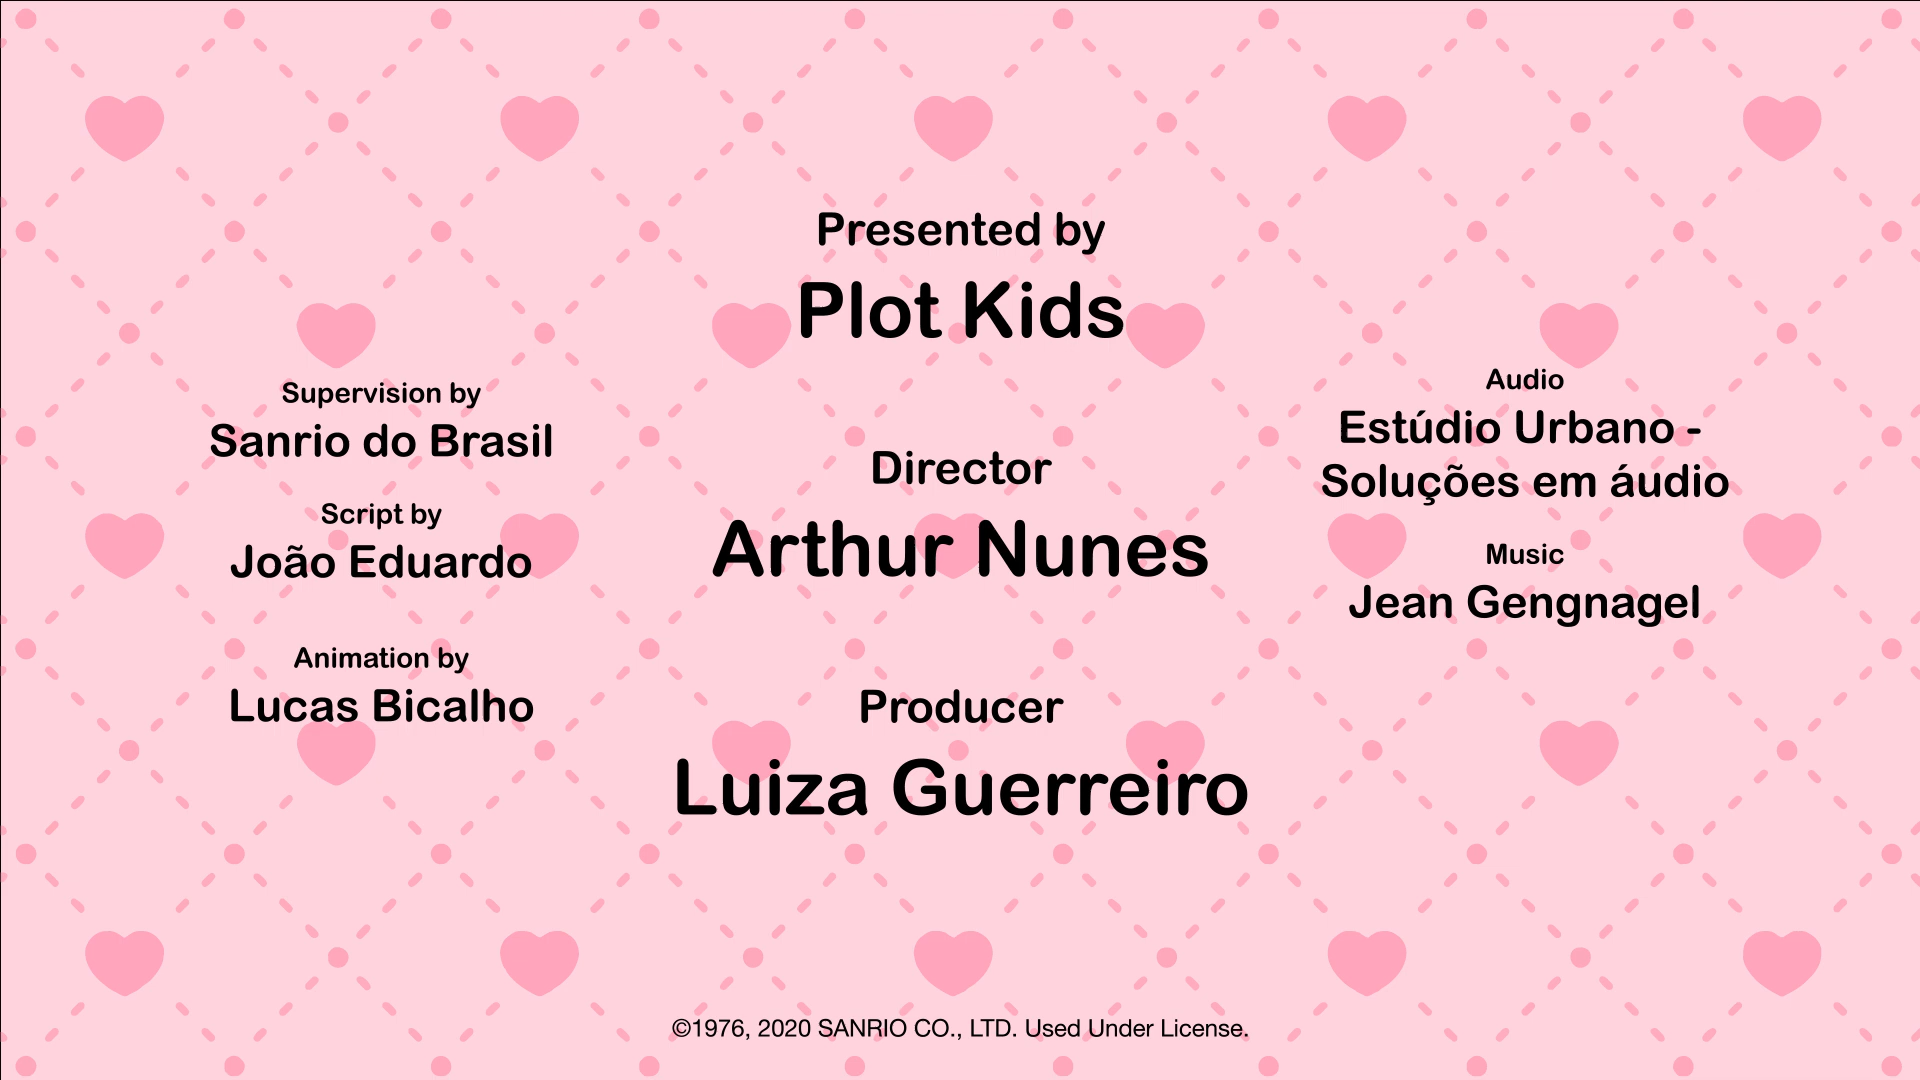 Presented by
Plot Kids
Supervision by
Sanrio do Brasil
Script by
João Eduardo
Animation by
Lucas Bicalho
Director
Arthur Nunes
Producer
Luiza Guerreiro
Audio
Estúdio Urbano -
Soluções em áudio
Music
Jean Gengnagel
©1976, 2020 SANRIO CO., LTD. Used Under License.